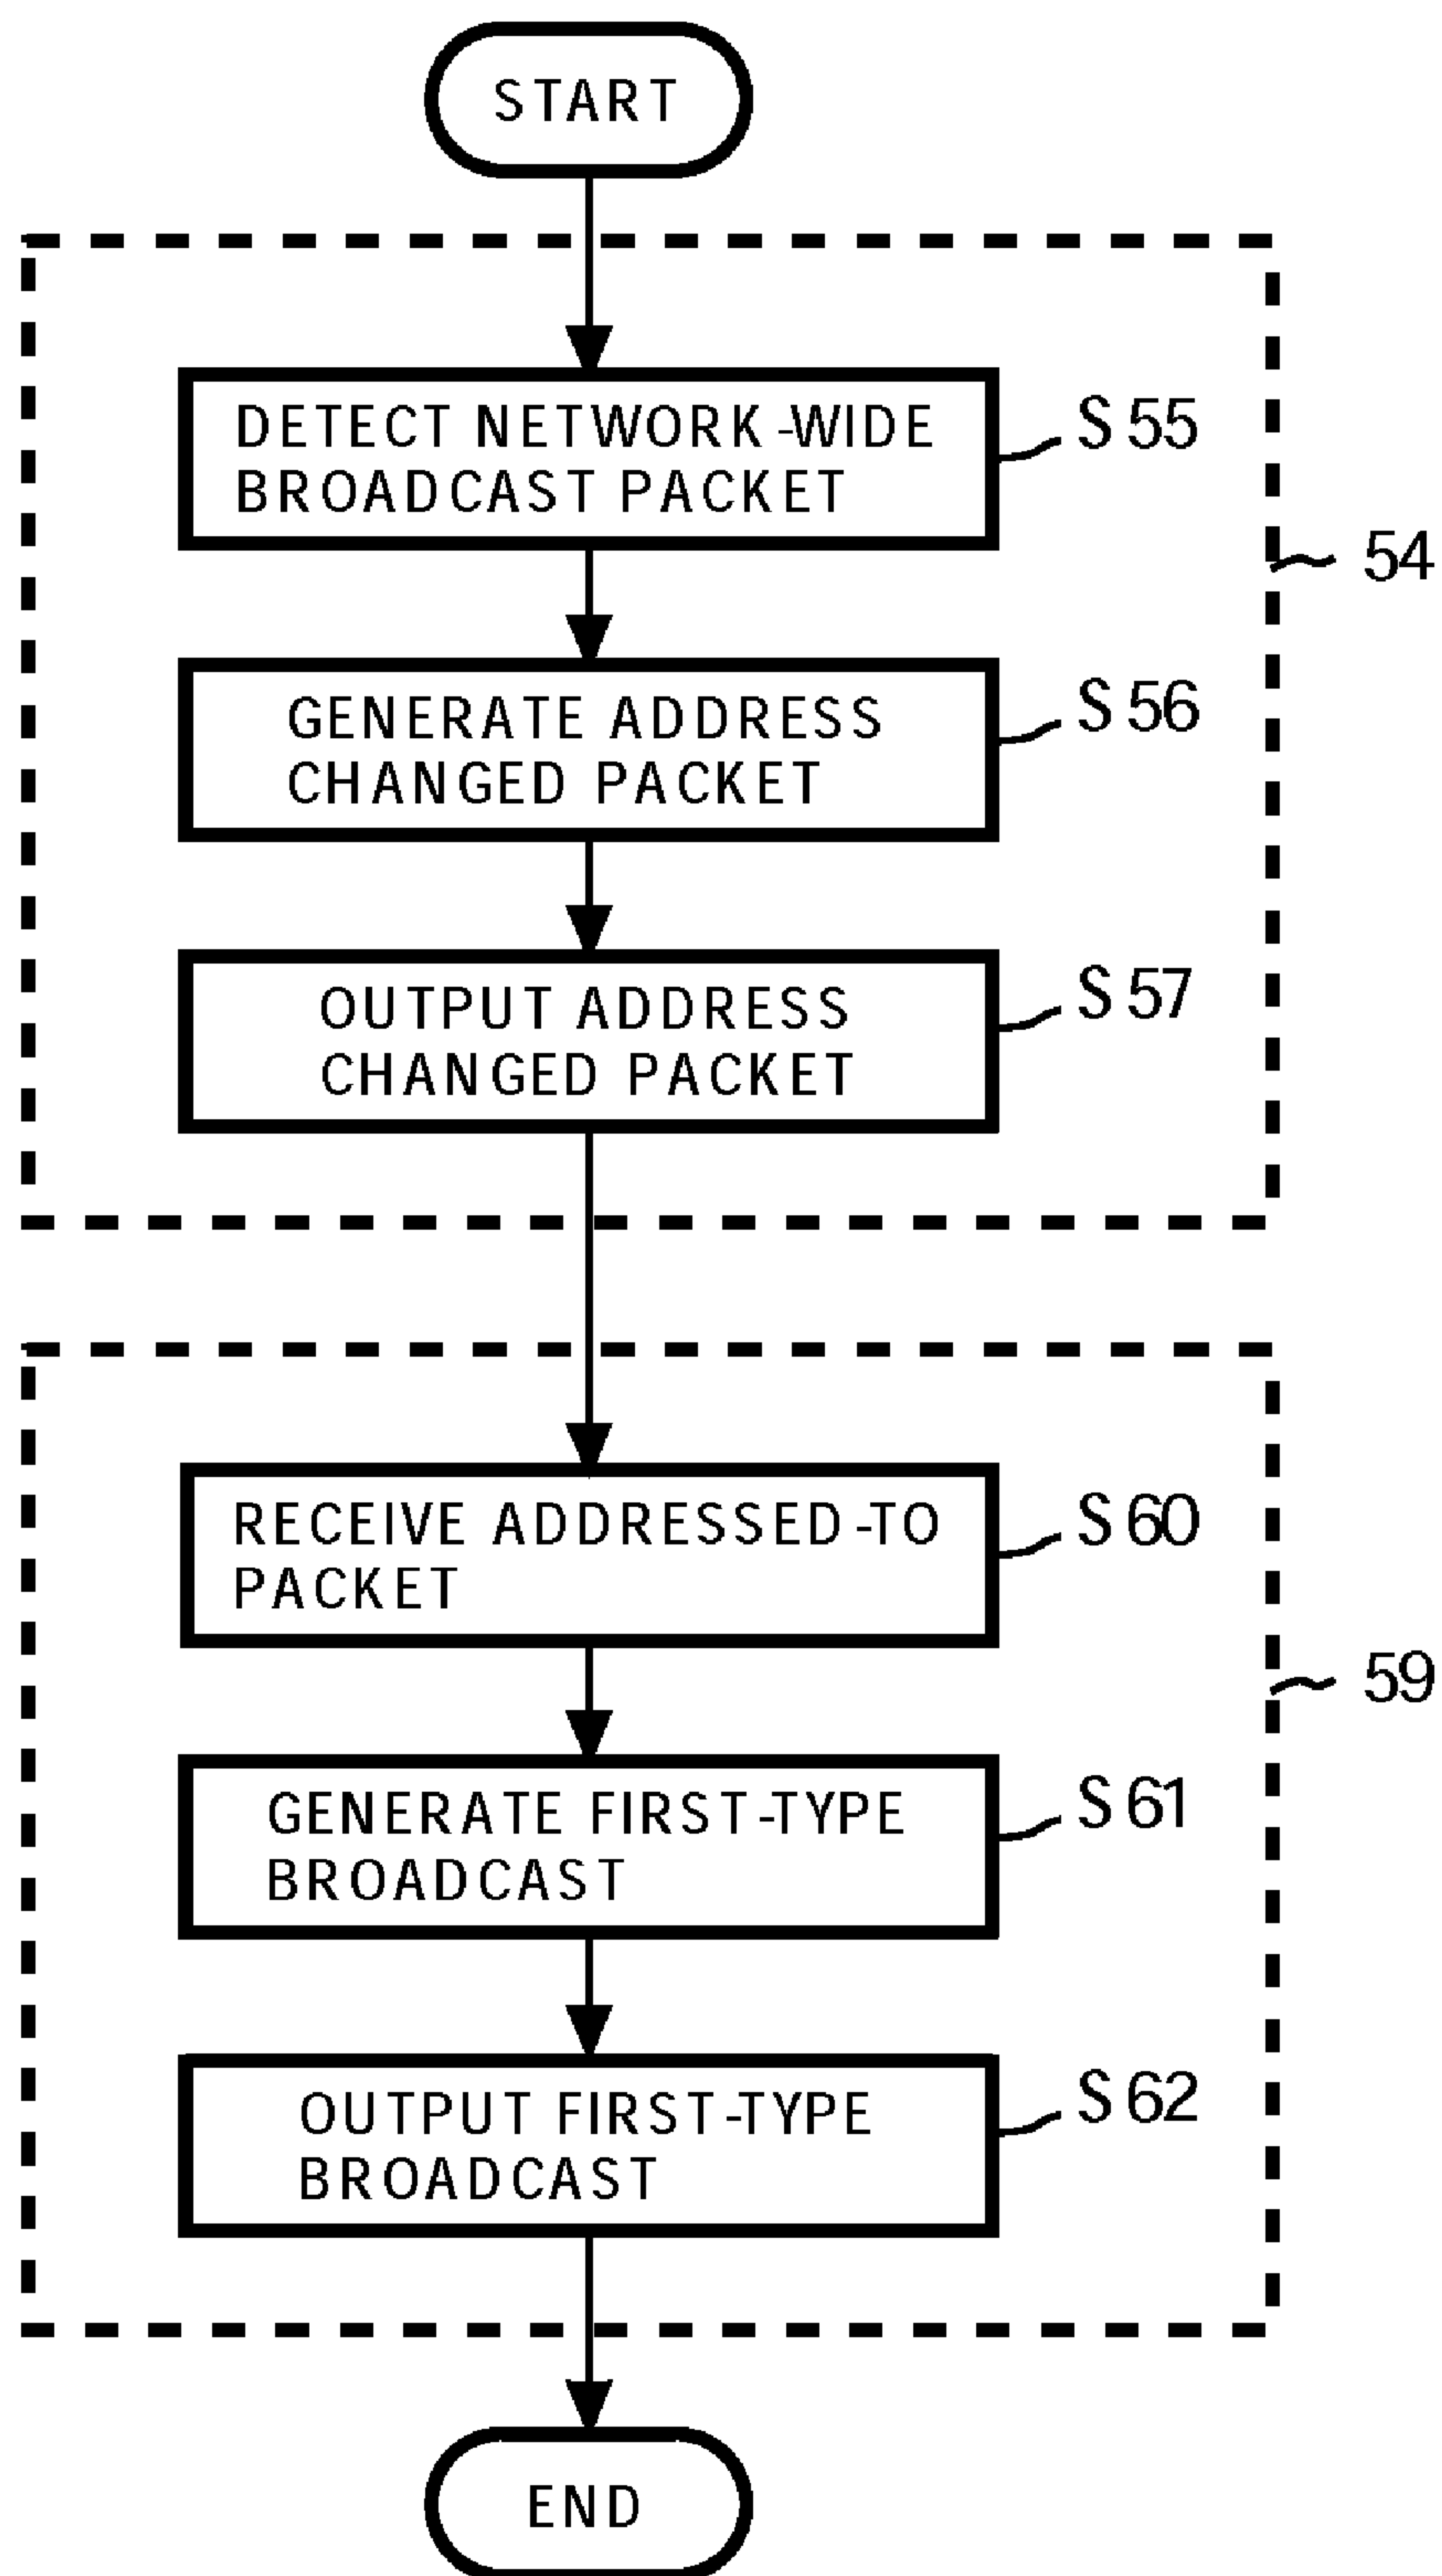 START
DETECT NETWORK-WIDE
BROADCAST PACKET
S55
54
GENERATE ADDRESS
CHANGED PACKET
S56
OUTPUT ADDRESS
CHANGED PACKET
S57
RECEIVE ADDRESSED-TO
PACKET
S60
59
GENERATE FIRST-TYPE
BROADCAST
S61
OUTPUT FIRST-TYPE
BROADCAST
S62
END